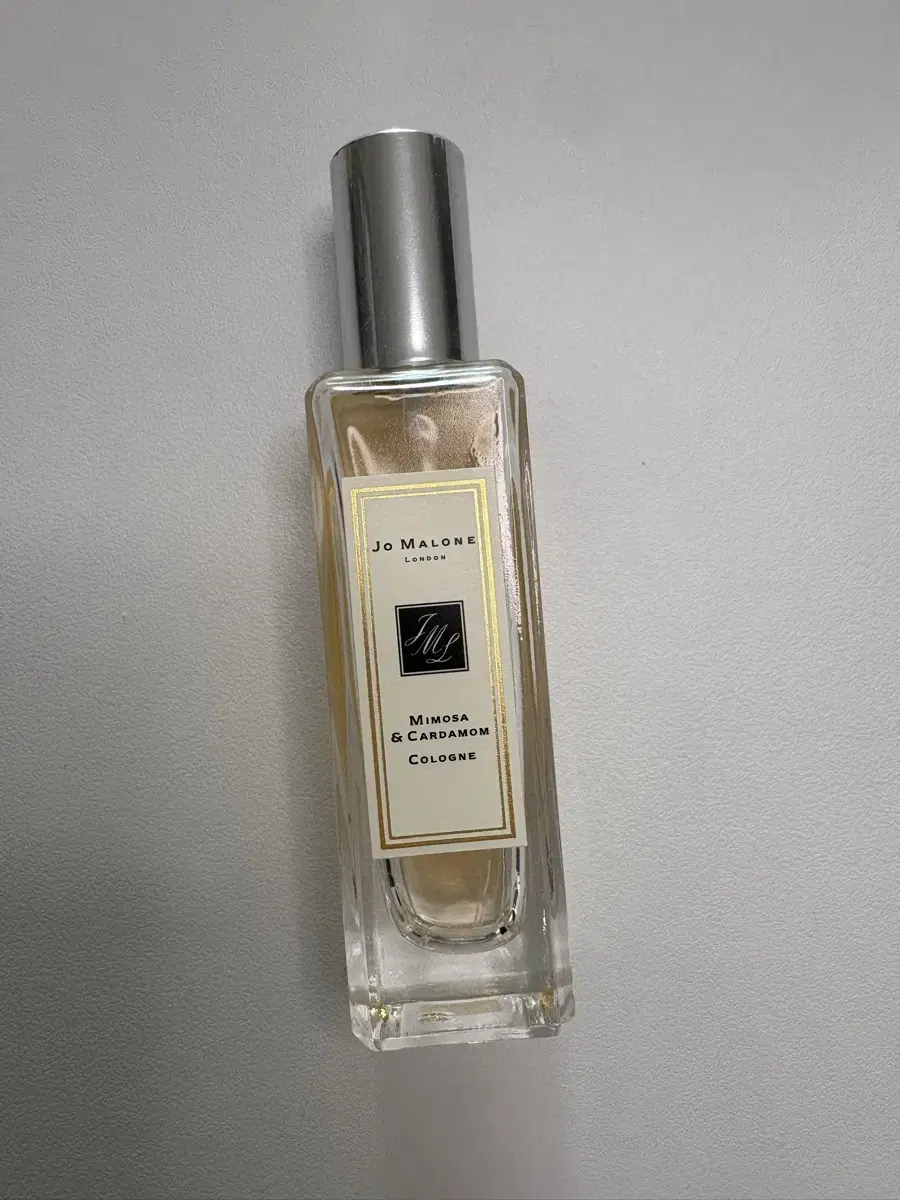 Jo Malone
London
JML
Mimosa
& Cardamom
Cologne